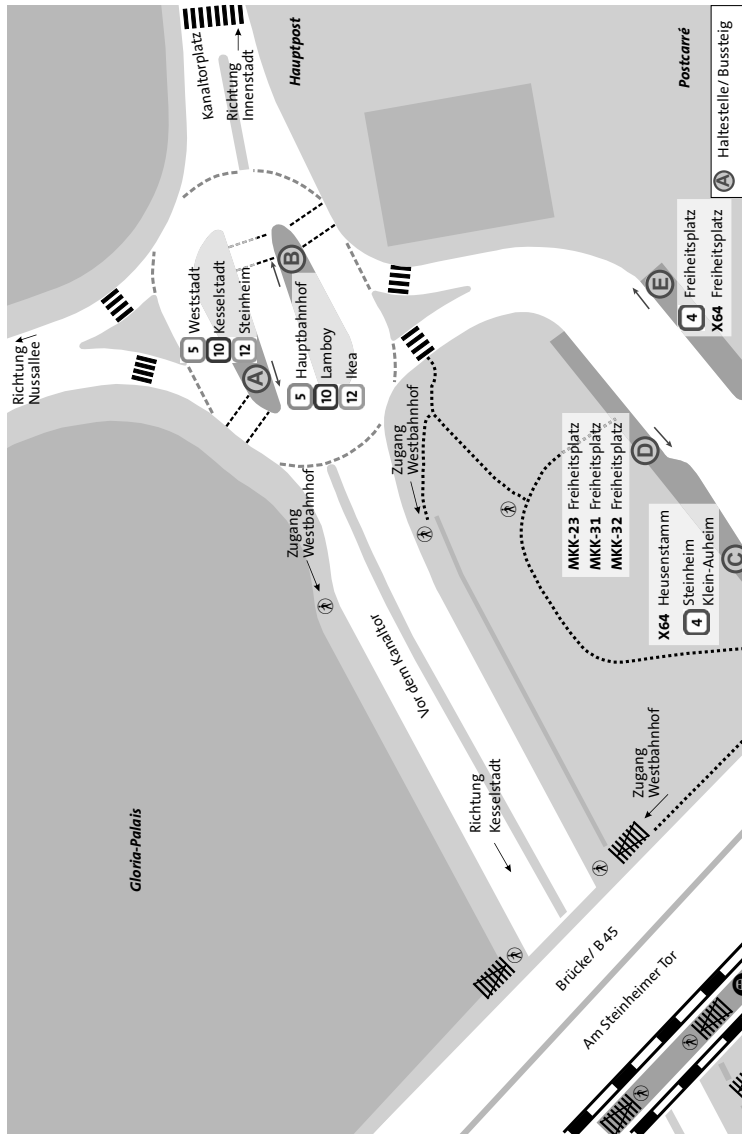 Kanaltorplatz
Richtung
Innenstadt
Hauptpost
Postcarré
A Haltestelle/ Bussteig
Richtung
Nussallee
5 Weststadt
10 Kesselstadt
12 Steinheim
A
B
5 Hauptbahnhof
10 Lamboy
12 Ikea
E
4 Freiheitsplatz
X64 Freiheitsplatz
Zugang
Westbahnhof
Zugang
Westbahnhof
D
MKK-23 Freiheitsplatz
MKK-31 Freiheitsplatz
MKK-32 Freiheitsplatz
C
X64 Heusenstamm
4 Steinheim
Klein-Auheim
Vor dem Kanaltor
Gloria-Palais
Richtung
Kesselstadt
Zugang
Westbahnhof
Brücke/ B 45
Am Steinheimer Tor